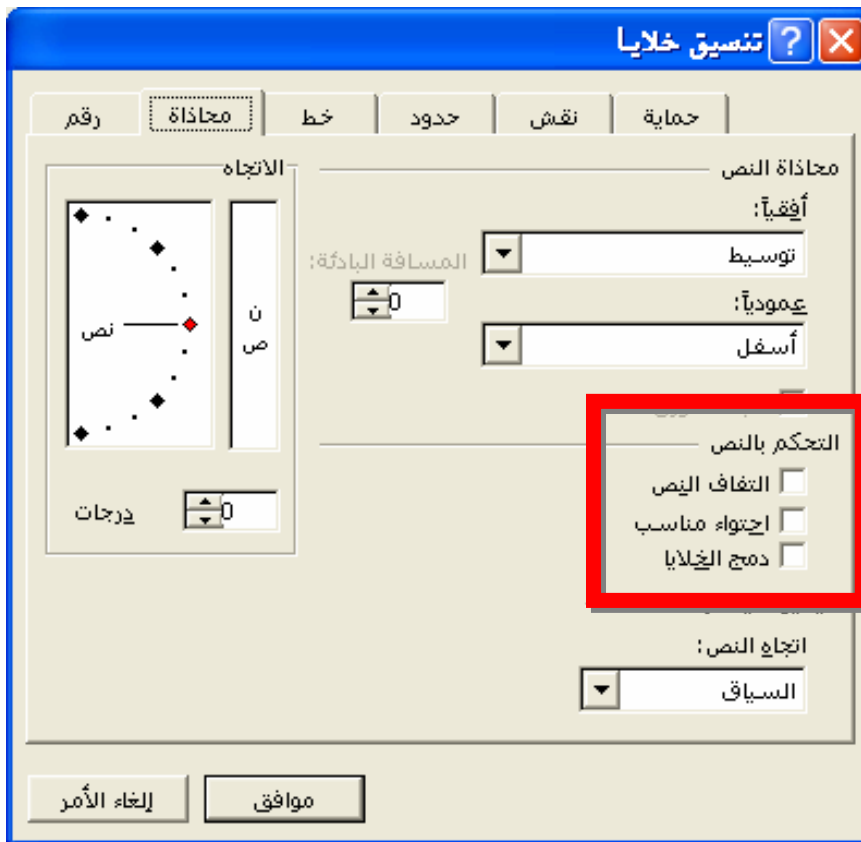 تنسيق خلايا
رقم محاذاة خط حدود نقش حماية
محاذاة النص
أفقياً:
توسيط
المسافة البادئة:
0
عمودياً:
أسفل
التحكم بالنص
التفاف النص
احتواء مناسب
دمج الخلايا
اتجاه النص:
السياق
الاتجاه
ن
ص
نص
0
درجات
موافق
إلغاء الأمر